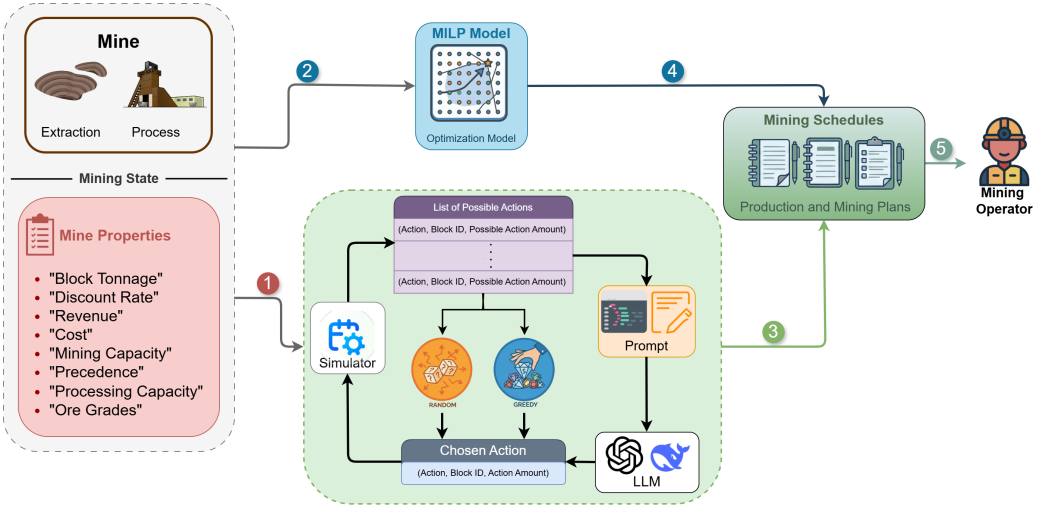 Mine
Extraction
Process
Mining State
Mine Properties
"Block Tonnage"
"Discount Rate"
"Revenue"
"Cost"
"Mining Capacity"
"Precedence"
"Processing Capacity"
"Ore Grades"
1
2
MILP Model
Optimization Model
4
List of Possible Actions
(Action, Block ID, Possible Action Amount)
(Action, Block ID, Possible Action Amount)
Simulator
RANDOM
GREEDY
Prompt
Chosen Action
(Action, Block ID, Action Amount)
LLM
3
Mining Schedules
Production and Mining Plans
5
Mining
Operator